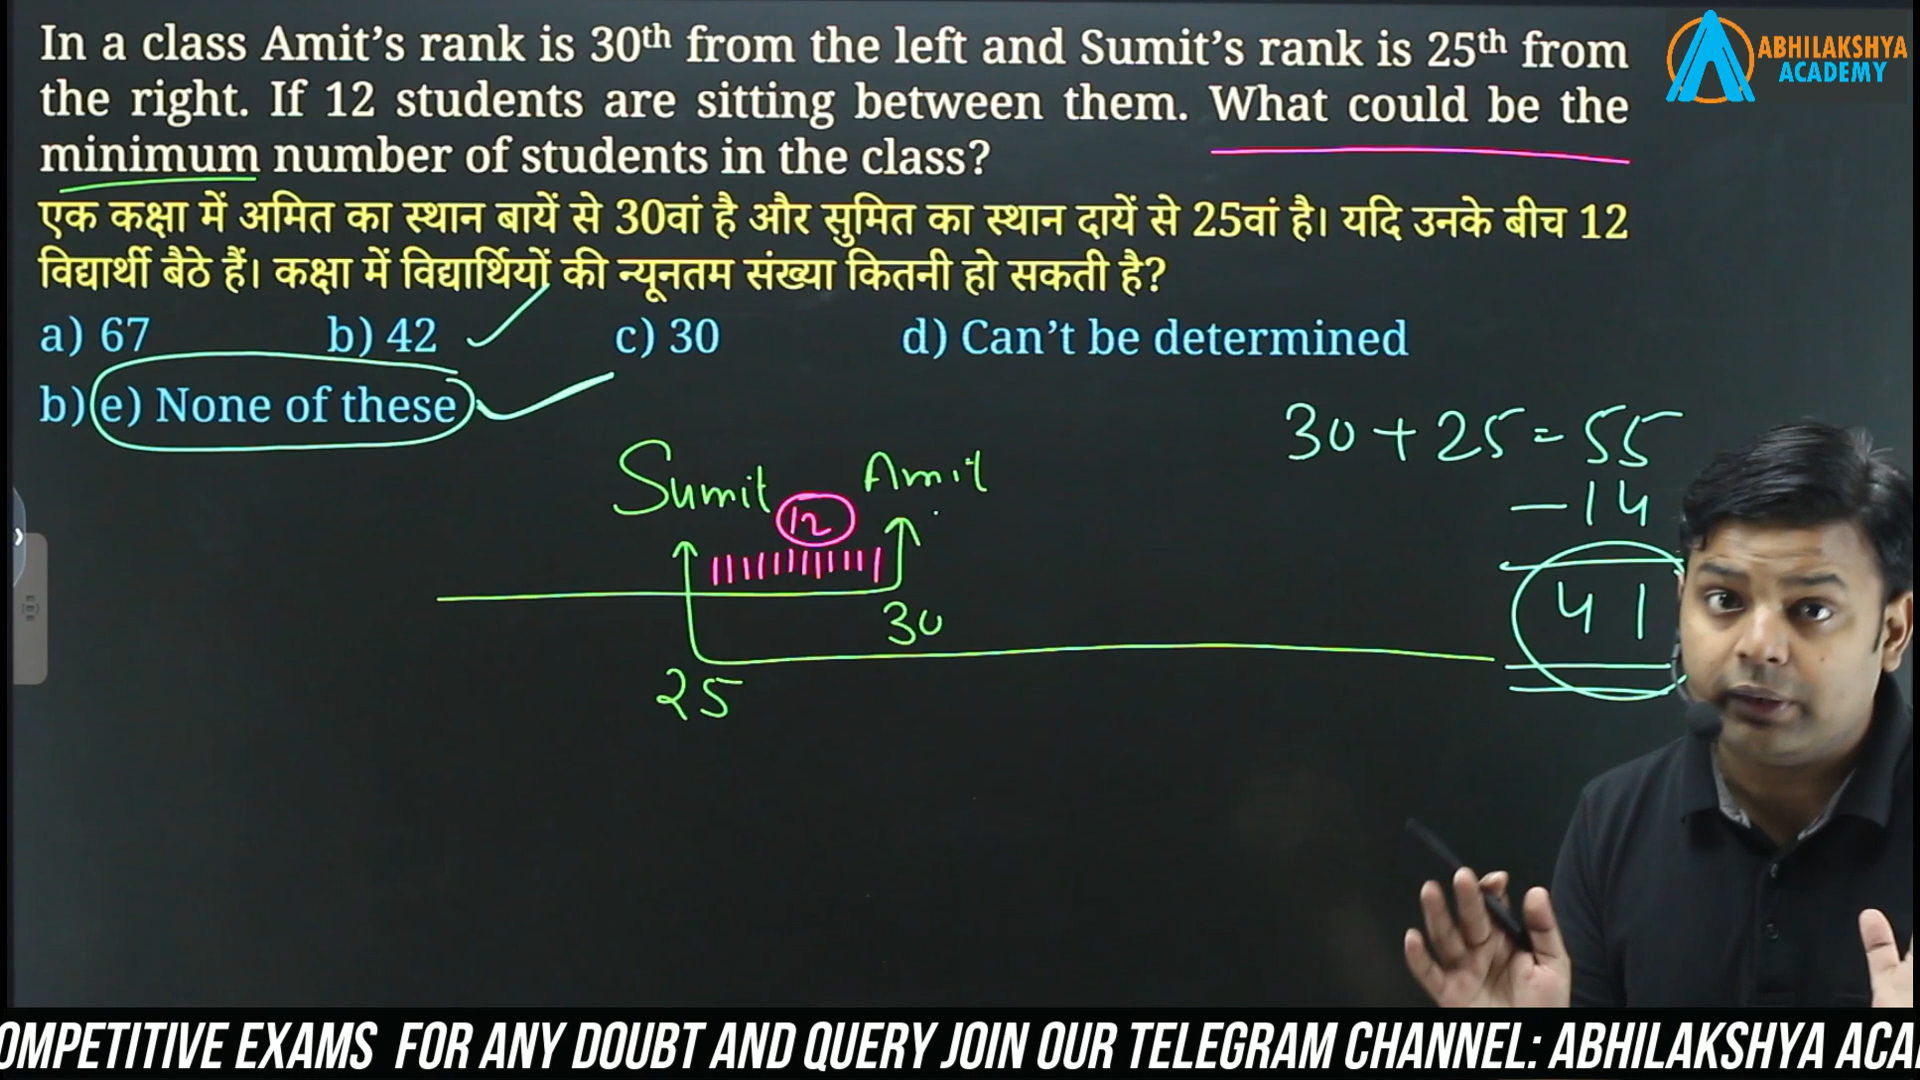 In a class Amit’s rank is 30th from the left and Sumit’s rank is 25th from
the right. If 12 students are sitting between them. What could be the
minimum number of students in the class?
एक कक्षा में अमित का स्थान बायें से 30वां है और सुमित का स्थान दायें से 25वां है। यदि उनके बीच 12
विद्यार्थी बैठे हैं। कक्षा में विद्यार्थियों की न्यूनतम संख्या कितनी हो सकती है?
a) 67 b) 42 c) 30 d) Can’t be determined
b) e) None of these
ABHILAKSHYA
ACADEMY
30 + 25 = 55
- 14
41
Sumit 12 Amit
30
25
OMPETITIVE EXAMS FOR ANY DOUBT AND QUERY JOIN OUR TELEGRAM CHANNEL: ABHILAKSHYA ACA